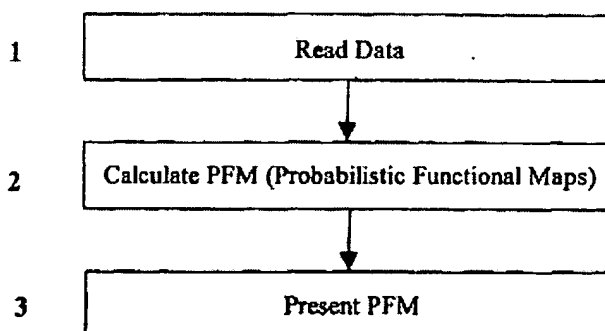 1 Read Data
2 Calculate PFM (Probabilistic Functional Maps)
3 Present PFM